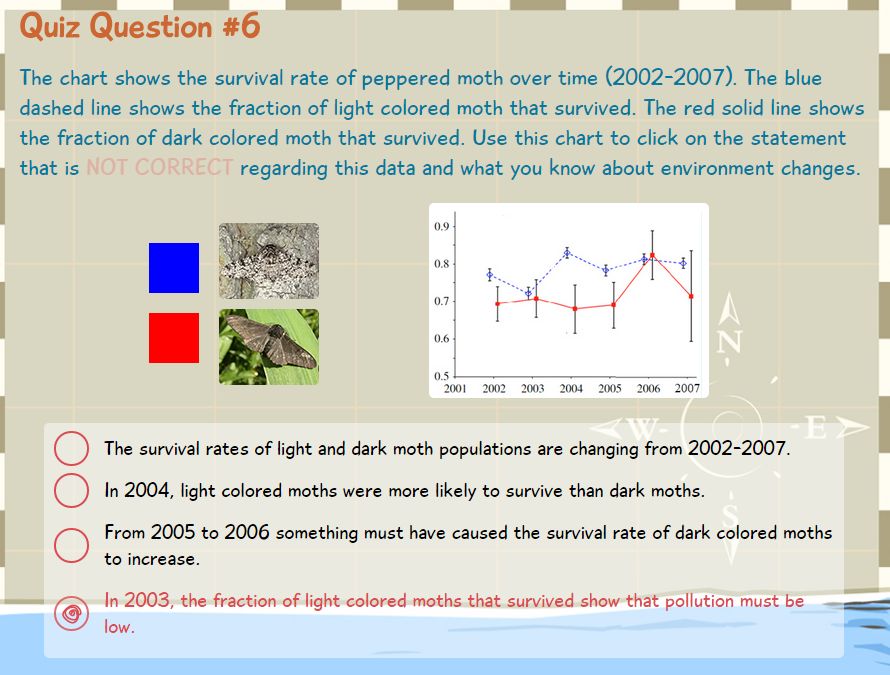 Quiz Question #6
The chart shows the survival rate of peppered moth over time (2002-2007). The blue
dashed line shows the fraction of light colored moth that survived. The red solid line shows
the fraction of dark colored moth that survived. Use this chart to click on the statement
that is NOT CORRECT regarding this data and what you know about environment changes.
0.9
0.8
0.7
0.6
0.5
2001 2002 2003 2004 2005 2006 2007
N
W
E
S
The survival rates of light and dark moth populations are changing from 2002-2007.
In 2004, light colored moths were more likely to survive than dark moths.
From 2005 to 2006 something must have caused the survival rate of dark colored moths
to increase.
In 2003, the fraction of light colored moths that survived show that pollution must be
low.